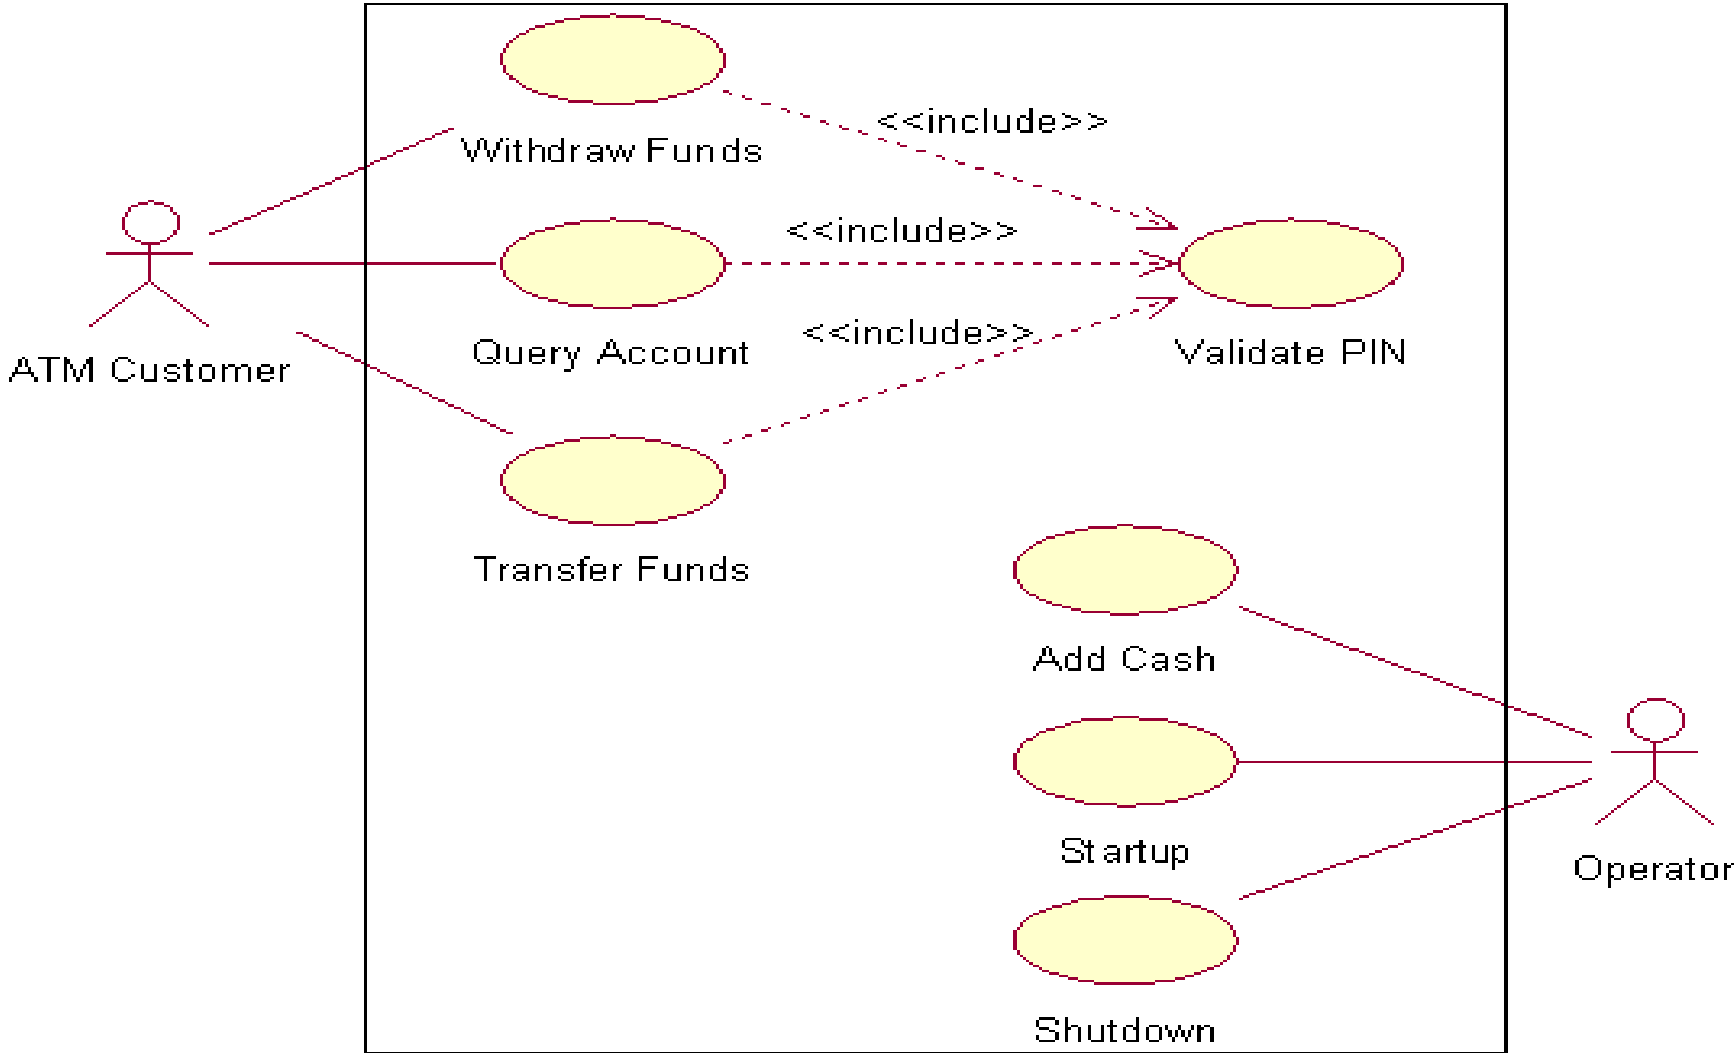 <<include>>
Withdraw Funds
<<include>>
<<include>>
Query Account
Validate PIN
ATM Customer
Transfer Funds
Add Cash
Startup
Operator
Shutdown